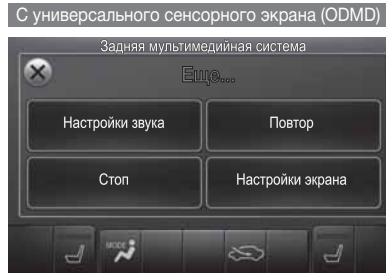 С универсального сенсорного экрана (ODMD)
Задняя мультимедийная система
Еще...
Настройки звука
Повтор
Стоп
Настройки экрана
MODE